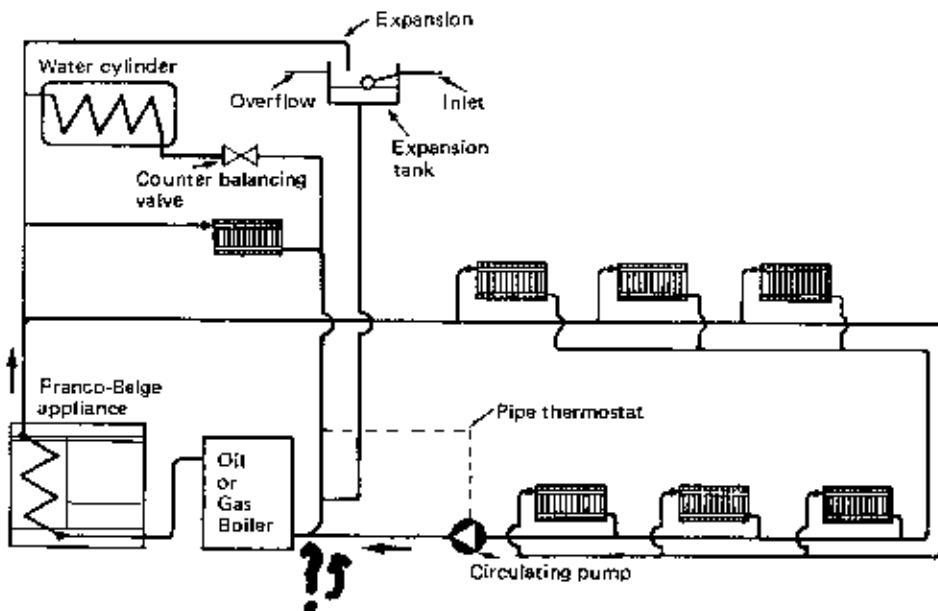 Expansion
Water cylinder
Overflow
Inlet
Expansion
tank
Counter balancing
valve
Franco-Belge
appliance
Pipe thermostat
Oil
or
Gas
Boiler
Circulating pump